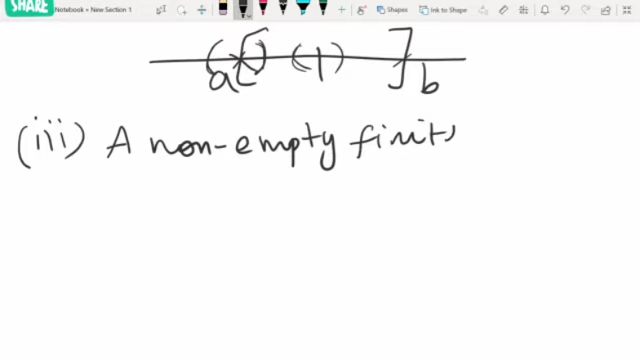 SHARE
Notebook » New Section 1
Shapes
Ink to Shape
a b
(iii) A non-empty finit